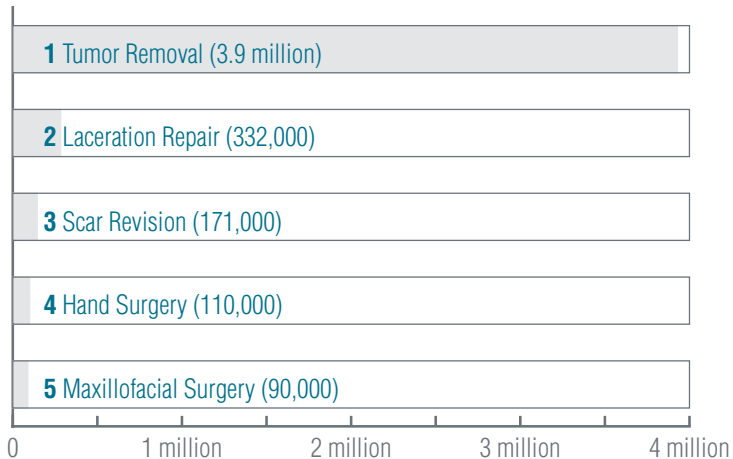 1 Tumor Removal (3.9 million)
2 Laceration Repair (332,000)
3 Scar Revision (171,000)
4 Hand Surgery (110,000)
5 Maxillofacial Surgery (90,000)
0 1 million 2 million 3 million 4 million